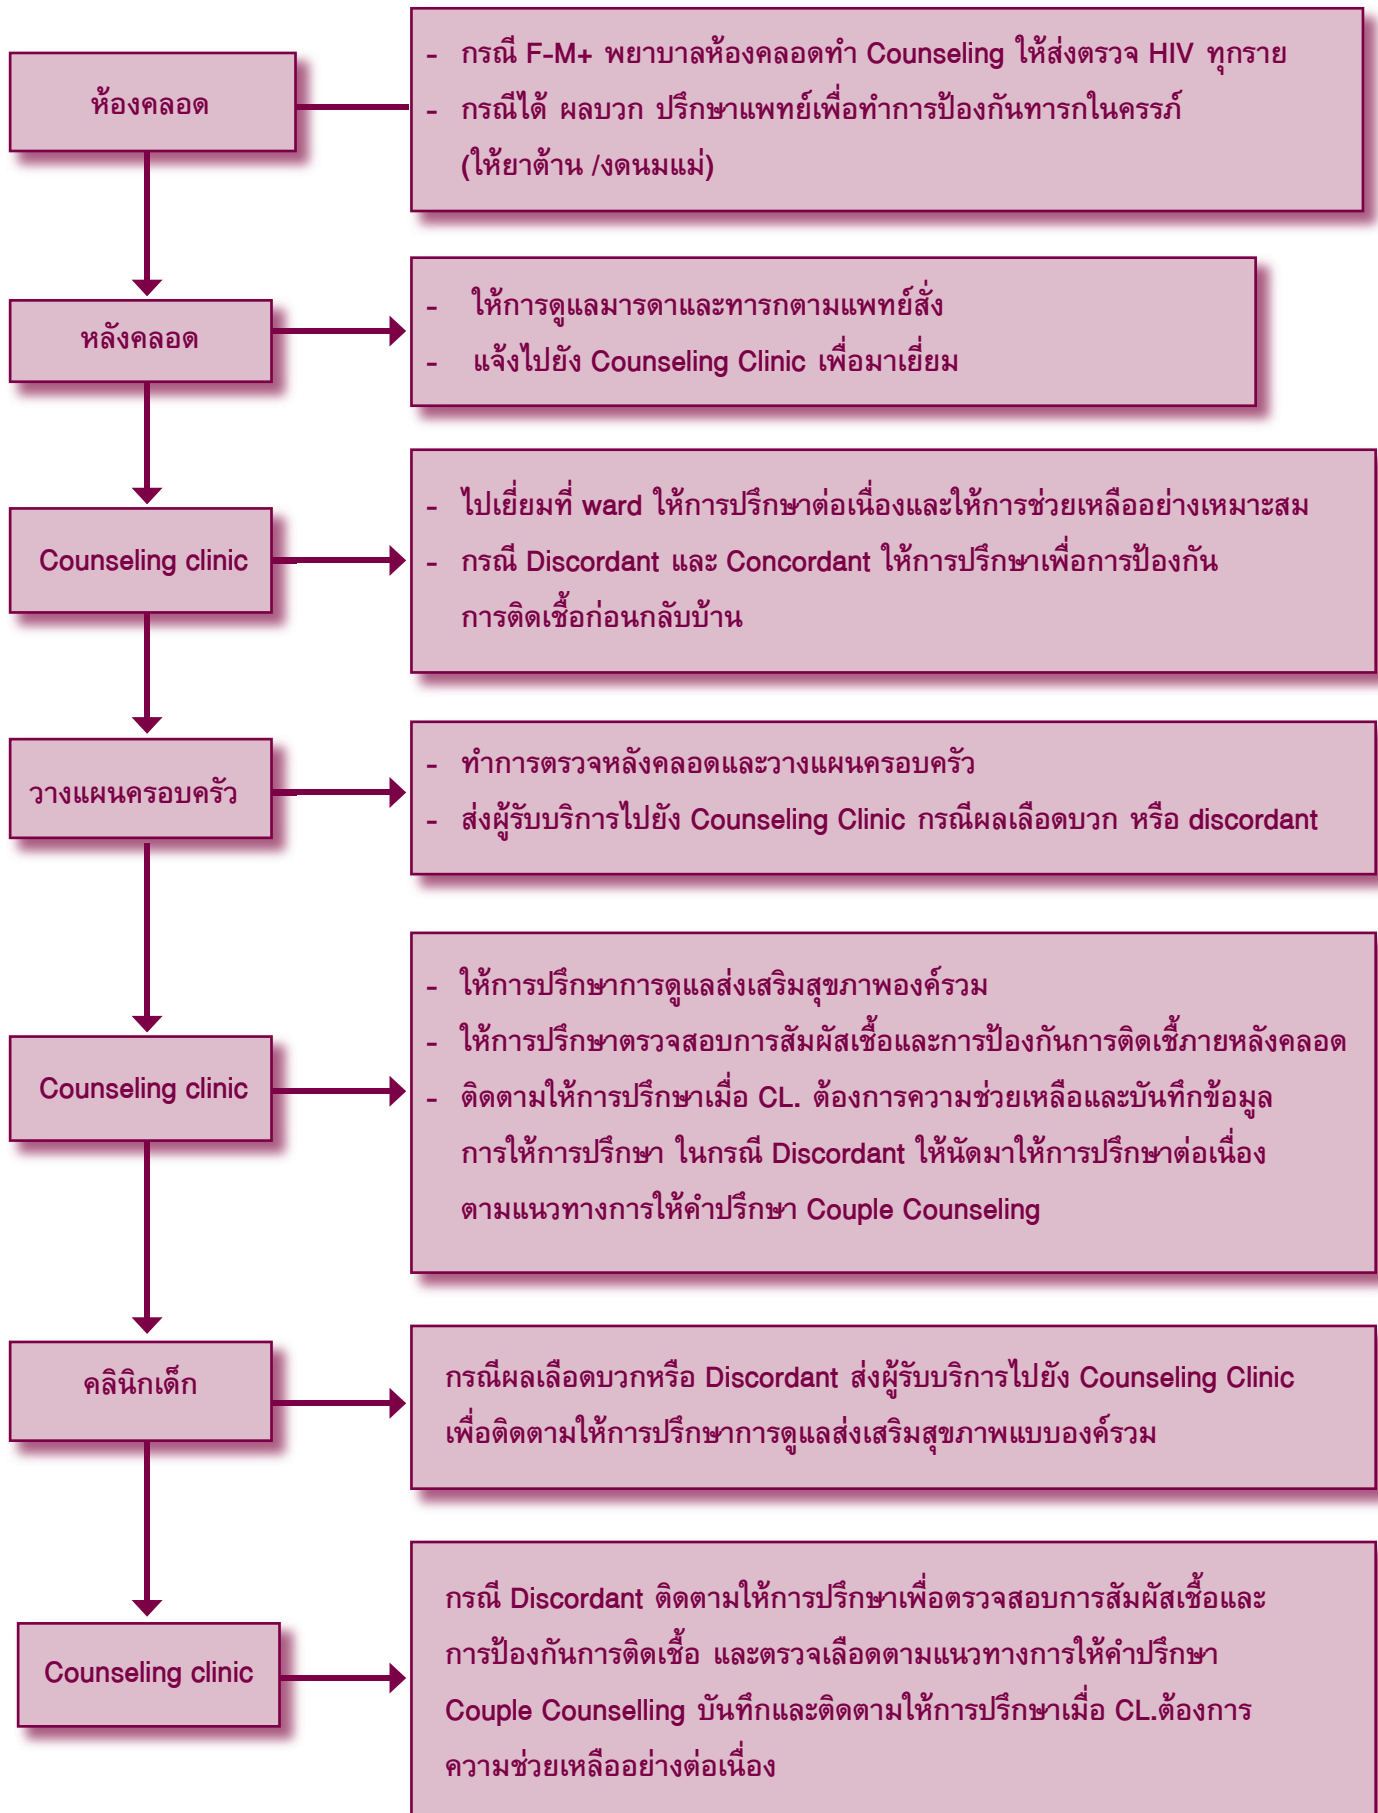 ห้องคลอด
- กรณี F-M+ พยาบาลห้องคลอดทำ Counseling ให้ส่งตรวจ HIV ทุกราย
- กรณีได้ ผลบวก ปรึกษาแพทย์เพื่อทำการป้องกันทารกในครรภ์
(ให้ยาต้าน /งดนมแม่)
หลังคลอด
- ให้การดูแลมารดาและทารกตามแพทย์สั่ง
- แจ้งไปยัง Counseling Clinic เพื่อมาเยี่ยม
Counseling clinic
- ไปเยี่ยมที่ ward ให้การปรึกษาต่อเนื่องและให้การช่วยเหลืออย่างเหมาะสม
- กรณี Discordant และ Concordant ให้การปรึกษาเพื่อการป้องกัน
การติดเชื้อก่อนกลับบ้าน
วางแผนครอบครัว
- ทำการตรวจหลังคลอดและวางแผนครอบครัว
- ส่งผู้รับบริการไปยัง Counseling Clinic กรณีผลเลือดบวก หรือ discordant
Counseling clinic
- ให้การปรึกษาการดูแลส่งเสริมสุขภาพองค์รวม
- ให้การปรึกษาตรวจสอบการสัมผัสเชื้อและการป้องกันการติดเชื้ภายหลังคลอด
- ติดตามให้การปรึกษาเมื่อ CL. ต้องการความช่วยเหลือและบันทึกข้อมูล
การให้การปรึกษา ในกรณี Discordant ให้นัดมาให้การปรึกษาต่อเนื่อง
ตามแนวทางการให้คำปรึกษา Couple Counseling
คลินิกเด็ก
กรณีผลเลือดบวกหรือ Discordant ส่งผู้รับบริการไปยัง Counseling Clinic
เพื่อติดตามให้การปรึกษาการดูแลส่งเสริมสุขภาพแบบองค์รวม
Counseling clinic
กรณี Discordant ติดตามให้การปรึกษาเพื่อตรวจสอบการสัมผัสเชื้อและ
การป้องกันการติดเชื้อ และตรวจเลือดตามแนวทางการให้คำปรึกษา
Couple Counselling บันทึกและติดตามให้การปรึกษาเมื่อ CL.ต้องการ
ความช่วยเหลืออย่างต่อเนื่อง